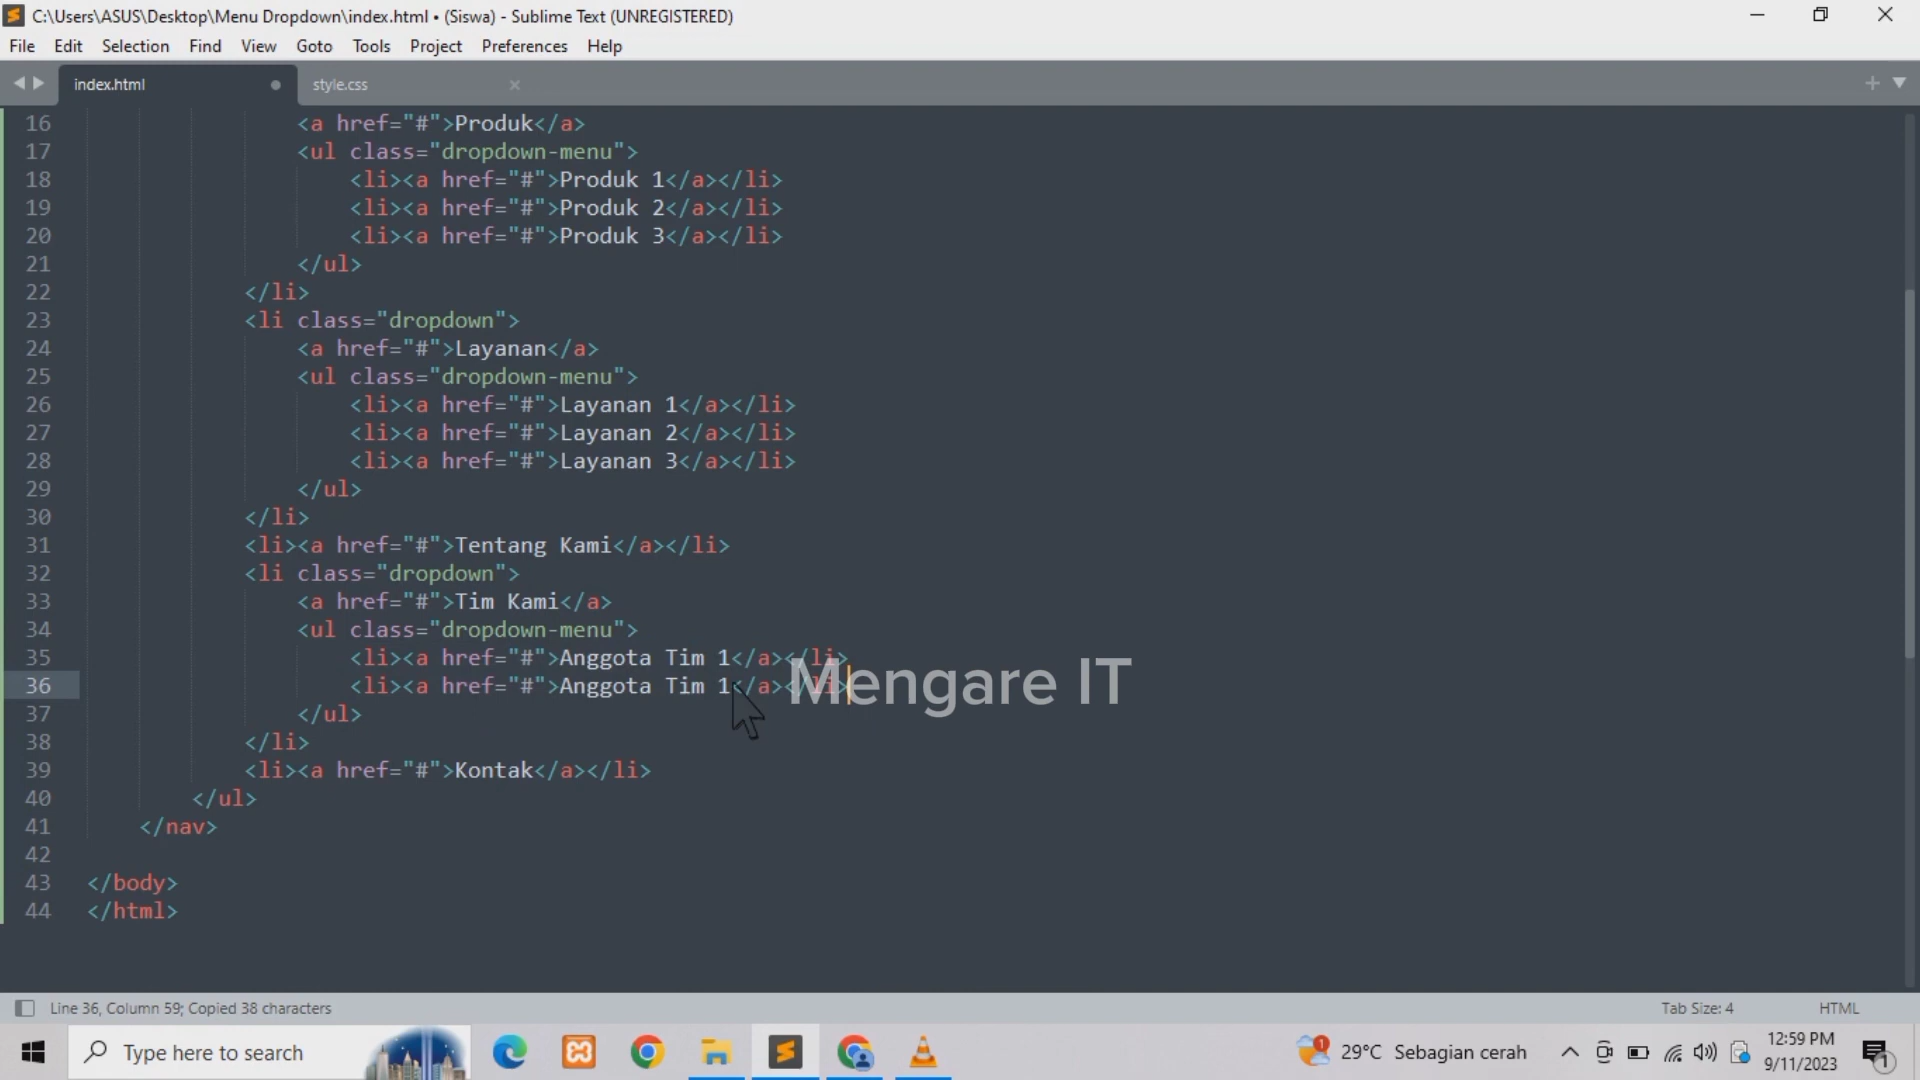 C:\Users\ASUS\Desktop\Menu Dropdown\index.html • (Siswa) - Sublime Text (UNREGISTERED)
File Edit Selection Find View Goto Tools Project Preferences Help
index.html style.css
16 <a href="#">Produk</a>
17 <ul class="dropdown-menu">
18 <li><a href="#">Produk 1</a></li>
19 <li><a href="#">Produk 2</a></li>
20 <li><a href="#">Produk 3</a></li>
21 </ul>
22 </li>
23 <li class="dropdown">
24 <a href="#">Layanan</a>
25 <ul class="dropdown-menu">
26 <li><a href="#">Layanan 1</a></li>
27 <li><a href="#">Layanan 2</a></li>
28 <li><a href="#">Layanan 3</a></li>
29 </ul>
30 </li>
31 <li><a href="#">Tentang Kami</a></li>
32 <li class="dropdown">
33 <a href="#">Tim Kami</a>
34 <ul class="dropdown-menu">
35 <li><a href="#">Anggota Tim 1</a></li>
36 <li><a href="#">Anggota Tim 1</a></li>
Mengare IT
37 </ul>
38 </li>
39 <li><a href="#">Kontak</a></li>
40 </ul>
41 </nav>
42
43 </body>
44 </html>
Line 36, Column 59; Copied 38 characters Tab Size: 4 HTML
Type here to search 1 29°C Sebagian cerah 12:59 PM
9/11/2023 1